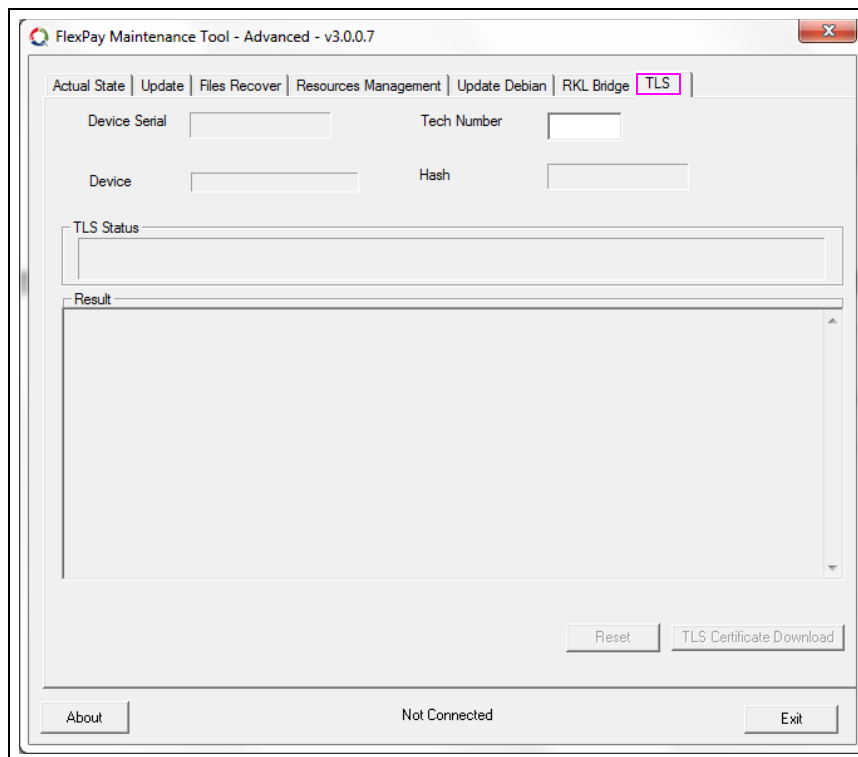 FlexPay Maintenance Tool - Advanced - v3.0.0.7
Actual State Update Files Recover Resources Management Update Debian RKL Bridge TLS
Device Serial Tech Number
Device Hash
TLS Status
Result
Reset TLS Certificate Download
About Not Connected Exit